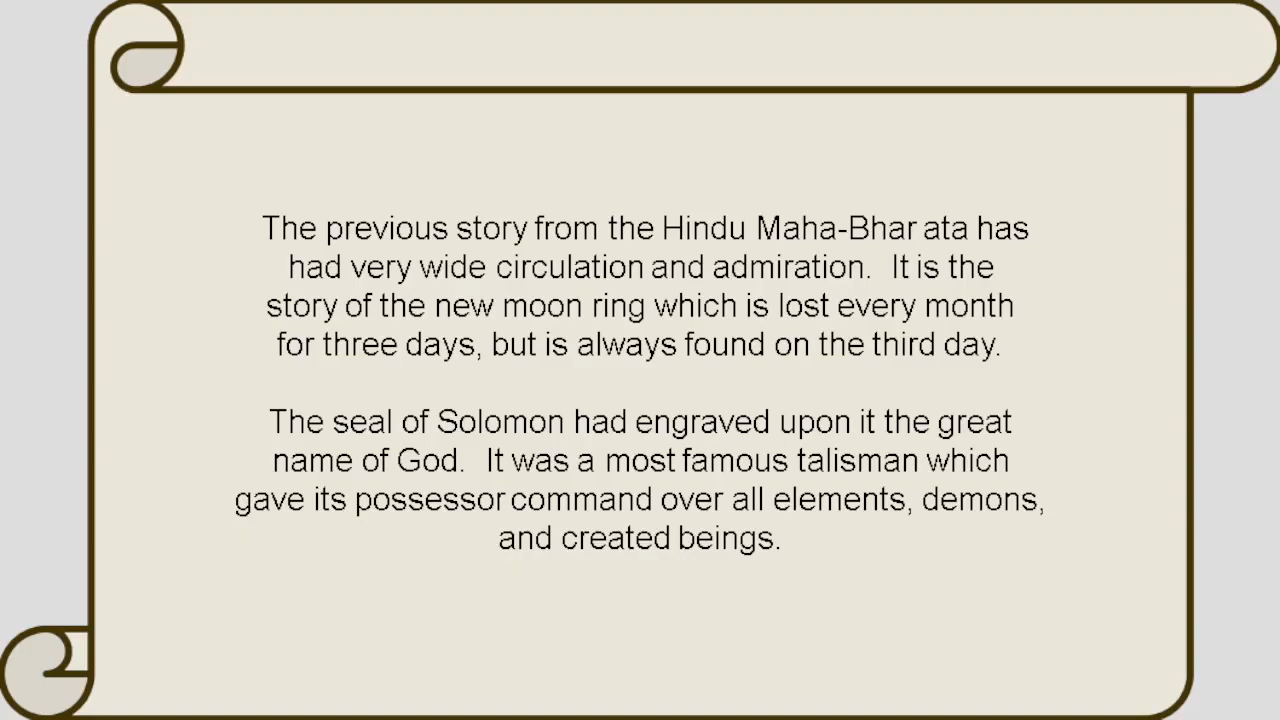 The previous story from the Hindu Maha-Bhar ata has
had very wide circulation and admiration.  It is the
story of the new moon ring which is lost every month
for three days, but is always found on the third day.

The seal of Solomon had engraved upon it the great
name of God.  It was a most famous talisman which
gave its possessor command over all elements, demons,
and created beings.